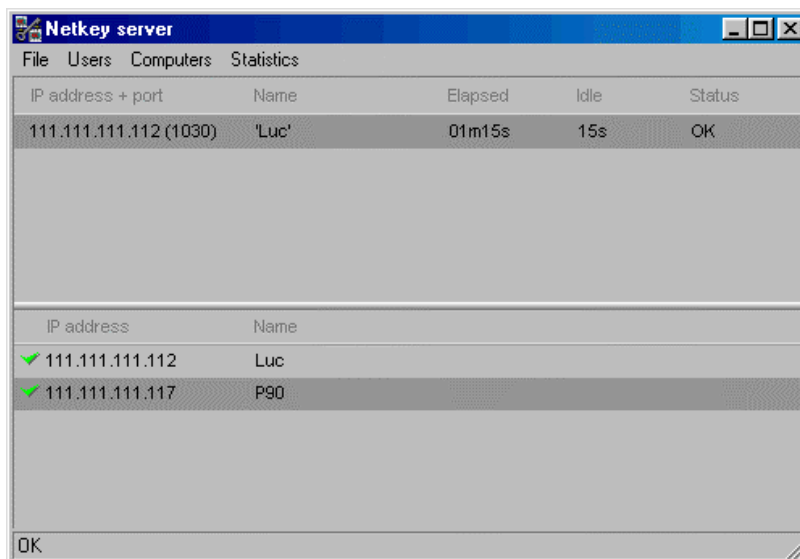 Netkey server
File Users Computers Statistics
IP address + port Name Elapsed Idle Status
111.111.111.112 (1030) 'Luc' 01m15s 15s OK
IP address Name
111.111.111.112 Luc
111.111.111.117 P90
OK